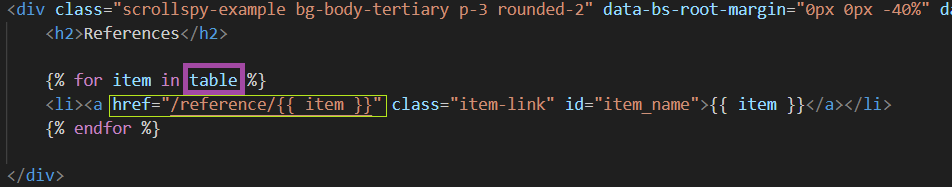 <div class="scrollspy-example bg-body-tertiary p-3 rounded-2" data-bs-root-margin="0px 0px -40%" da
<h2>References</h2>
{% for item in table %}
<li><a href="/reference/{{ item }}" class="item-link" id="item_name">{{ item }}</a></li>
{% endfor %}
</div>